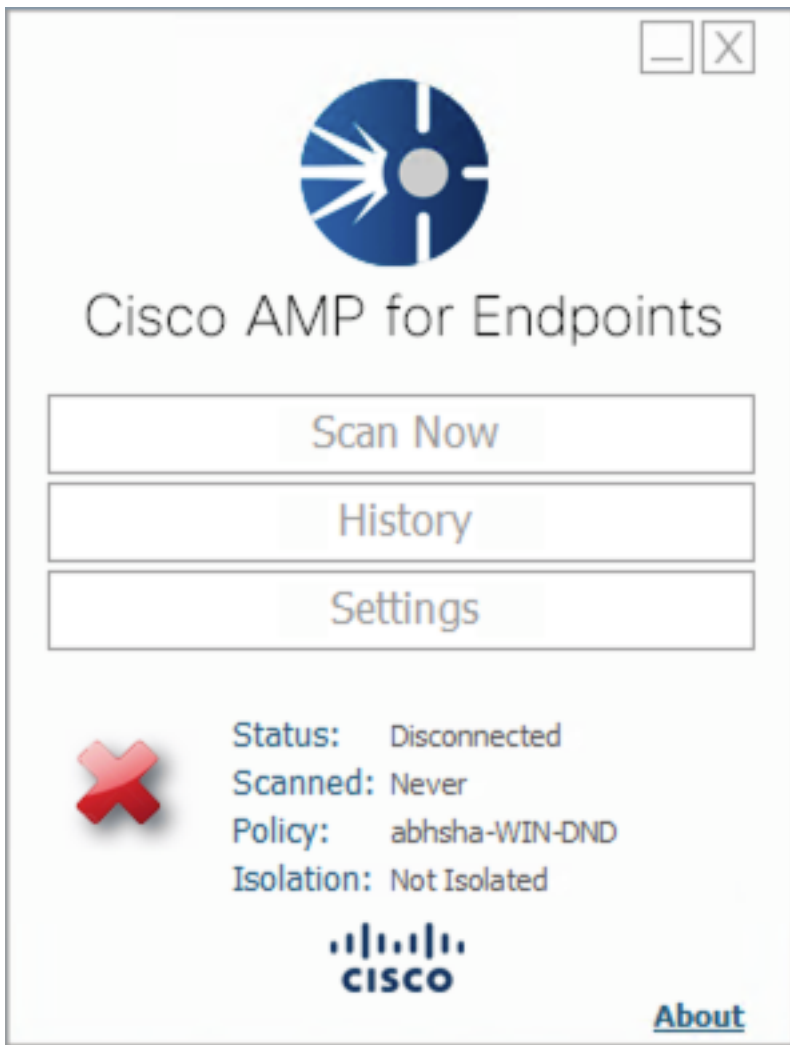 X
Cisco AMP for Endpoints
Scan Now
History
Settings
Status: Disconnected
Scanned: Never
Policy: abhsha-WIN-DND
Isolation: Not Isolated
CISCO
About